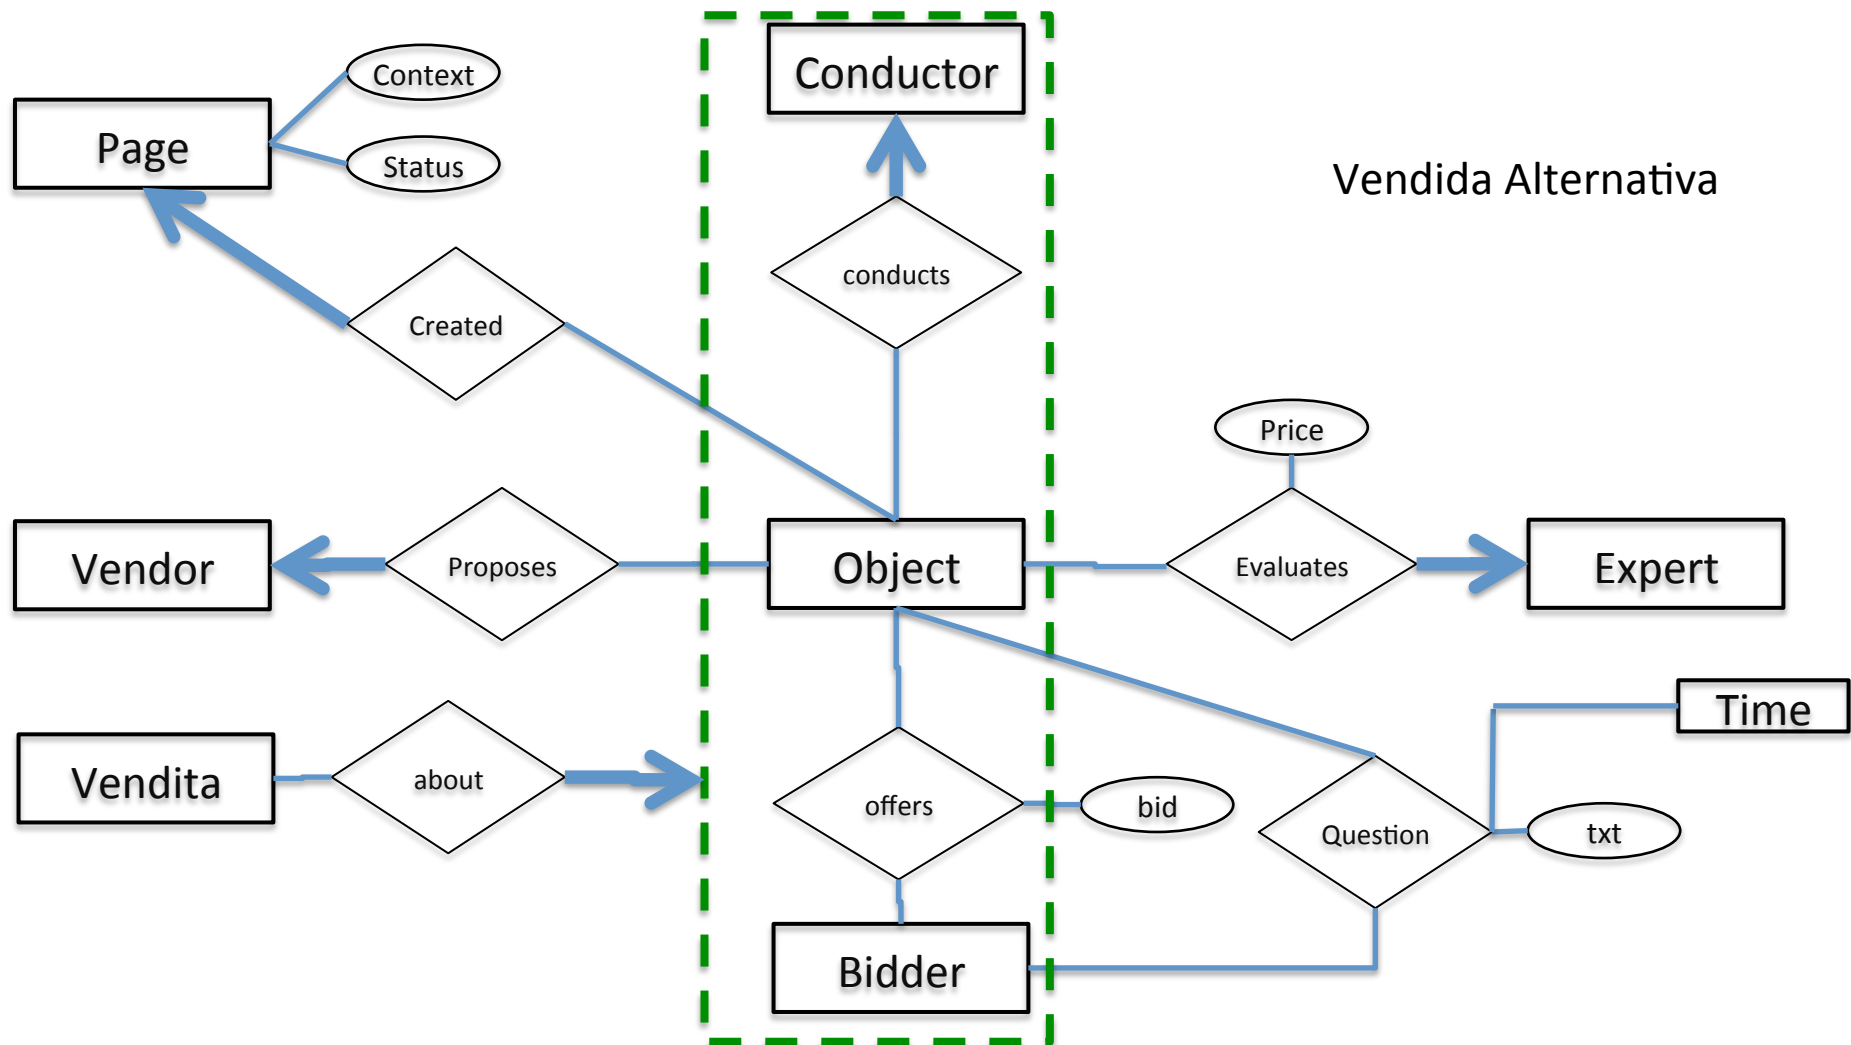 Conductor
Context
Page
Status
Vendida Alternativa
conducts
Created
Price
Vendor
Proposes
Object
Evaluates
Expert
Time
Vendita
about
offers
bid
Question
txt
Bidder